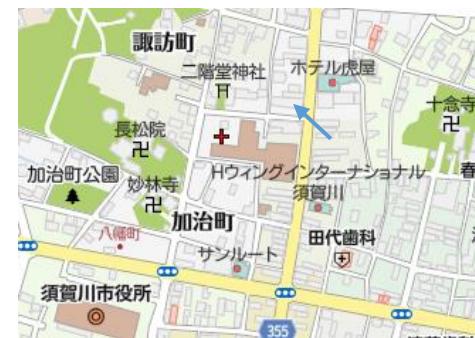 諏訪町
二階堂神社
ホテル虎屋
十念寺
長松院
加治町公園
妙林寺
Hウィングインターナショナル
須賀川
春
加治町
八幡町
サンルート
田代歯科
須賀川市役所
355